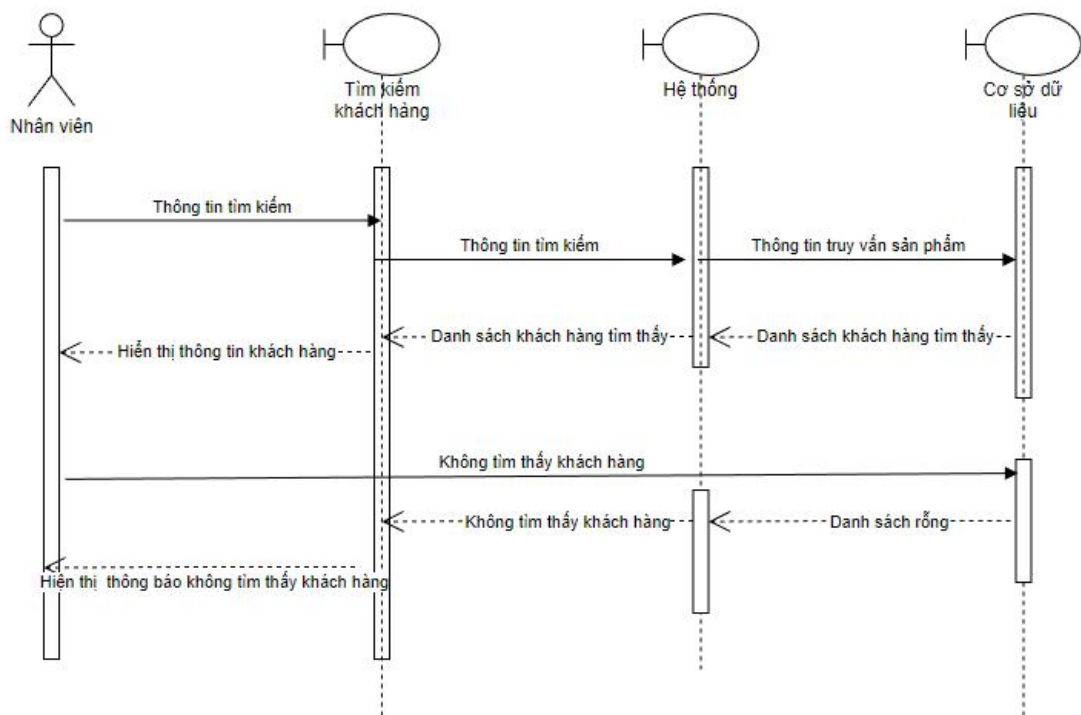 Nhân viên
Tìm kiếm
khách hàng
Hệ thống
Cơ sở dữ
liệu
Thông tin tìm kiếm
Thông tin tìm kiếm
Thông tin truy vấn sản phẩm
Danh sách khách hàng tìm thấy
Danh sách khách hàng tìm thấy
Hiển thị thông tin khách hàng
Không tìm thấy khách hàng
Không tìm thấy khách hàng
Danh sách rỗng
Hiện thị thông báo không tìm thấy khách hàng